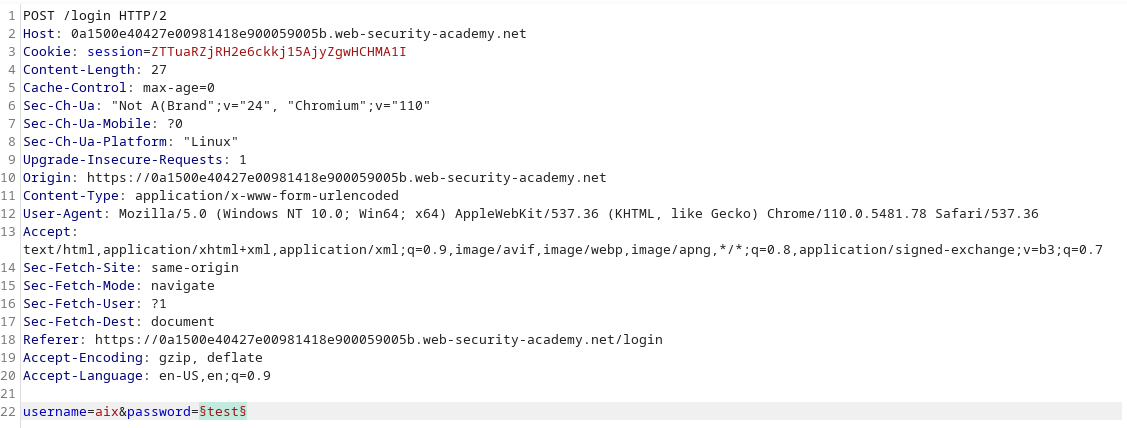 1 POST /login HTTP/2
2 Host: 0a1500e40427e00981418e900059005b.web-security-academy.net
3 Cookie: session=ZTTuaRZjRH2e6ckkj15AjyZgwHCHMA1I
4 Content-Length: 27
5 Cache-Control: max-age=0
6 Sec-Ch-Ua: "Not A(Brand";v="24", "Chromium";v="110"
7 Sec-Ch-Ua-Mobile: ?0
8 Sec-Ch-Ua-Platform: "Linux"
9 Upgrade-Insecure-Requests: 1
10 Origin: https://0a1500e40427e00981418e900059005b.web-security-academy.net
11 Content-Type: application/x-www-form-urlencoded
12 User-Agent: Mozilla/5.0 (Windows NT 10.0; Win64; x64) AppleWebKit/537.36 (KHTML, like Gecko) Chrome/110.0.5481.78 Safari/537.36
13 Accept:
text/html,application/xhtml+xml,application/xml;q=0.9,image/avif,image/webp,image/apng,*/*;q=0.8,application/signed-exchange;v=b3;q=0.7
14 Sec-Fetch-Site: same-origin
15 Sec-Fetch-Mode: navigate
16 Sec-Fetch-User: ?1
17 Sec-Fetch-Dest: document
18 Referer: https://0a1500e40427e00981418e900059005b.web-security-academy.net/login
19 Accept-Encoding: gzip, deflate
20 Accept-Language: en-US,en;q=0.9
21
22 username=aix&password=§test§